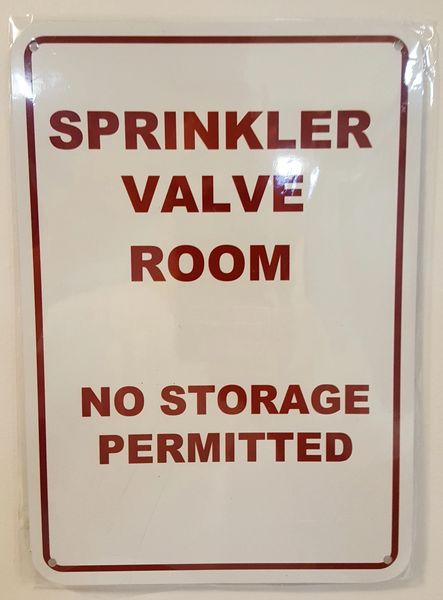 SPRINKLER
VALVE
ROOM
NO STORAGE
PERMITTED